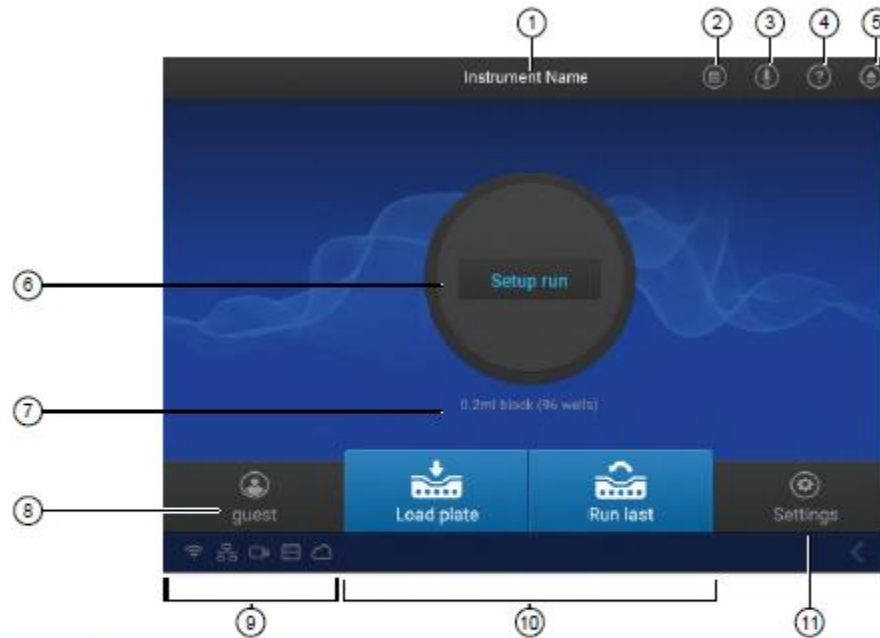 1 2 3 4 5
Instrument Name
?
6
Setup run
7
0.2ml block (96 wells)
8
guest
Load plate
Run last
Settings
9 10 11